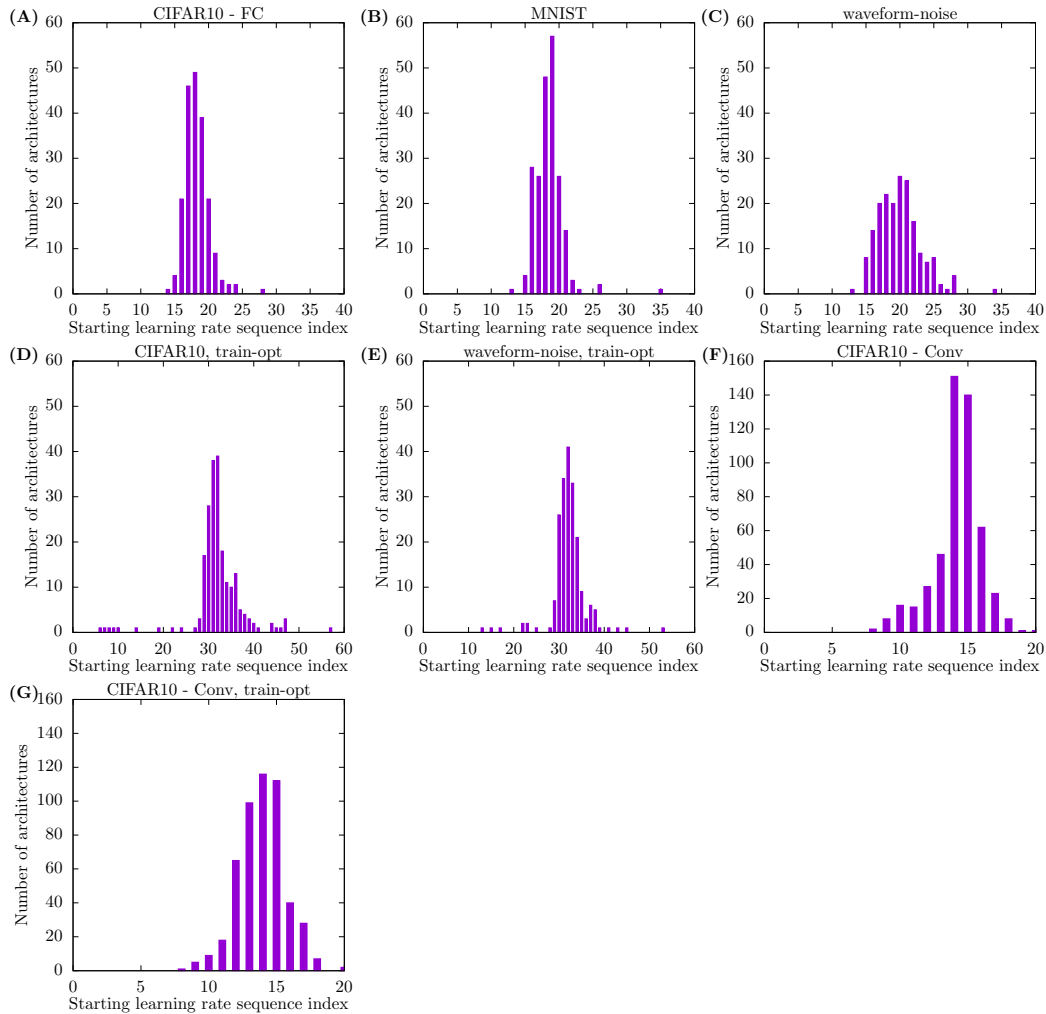 (A) CIFAR10 - FC
60
50
40
30
20
10
0
Number of architectures
0 5 10 15 20 25 30 35 40
Starting learning rate sequence index
(B) MNIST
60
50
40
30
20
10
0
Number of architectures
0 5 10 15 20 25 30 35 40
Starting learning rate sequence index
(C) waveform-noise
60
50
40
30
20
10
0
Number of architectures
0 5 10 15 20 25 30 35 40
Starting learning rate sequence index
(D) CIFAR10, train-opt
60
50
40
30
20
10
0
Number of architectures
0 10 20 30 40 50 60
Starting learning rate sequence index
(E) waveform-noise, train-opt
60
50
40
30
20
10
0
Number of architectures
0 10 20 30 40 50 60
Starting learning rate sequence index
(F) CIFAR10 - Conv
160
140
120
100
80
60
40
20
0
Number of architectures
0 5 10 15 20
Starting learning rate sequence index
(G) CIFAR10 - Conv, train-opt
160
140
120
100
80
60
40
20
0
Number of architectures
0 5 10 15 20
Starting learning rate sequence index